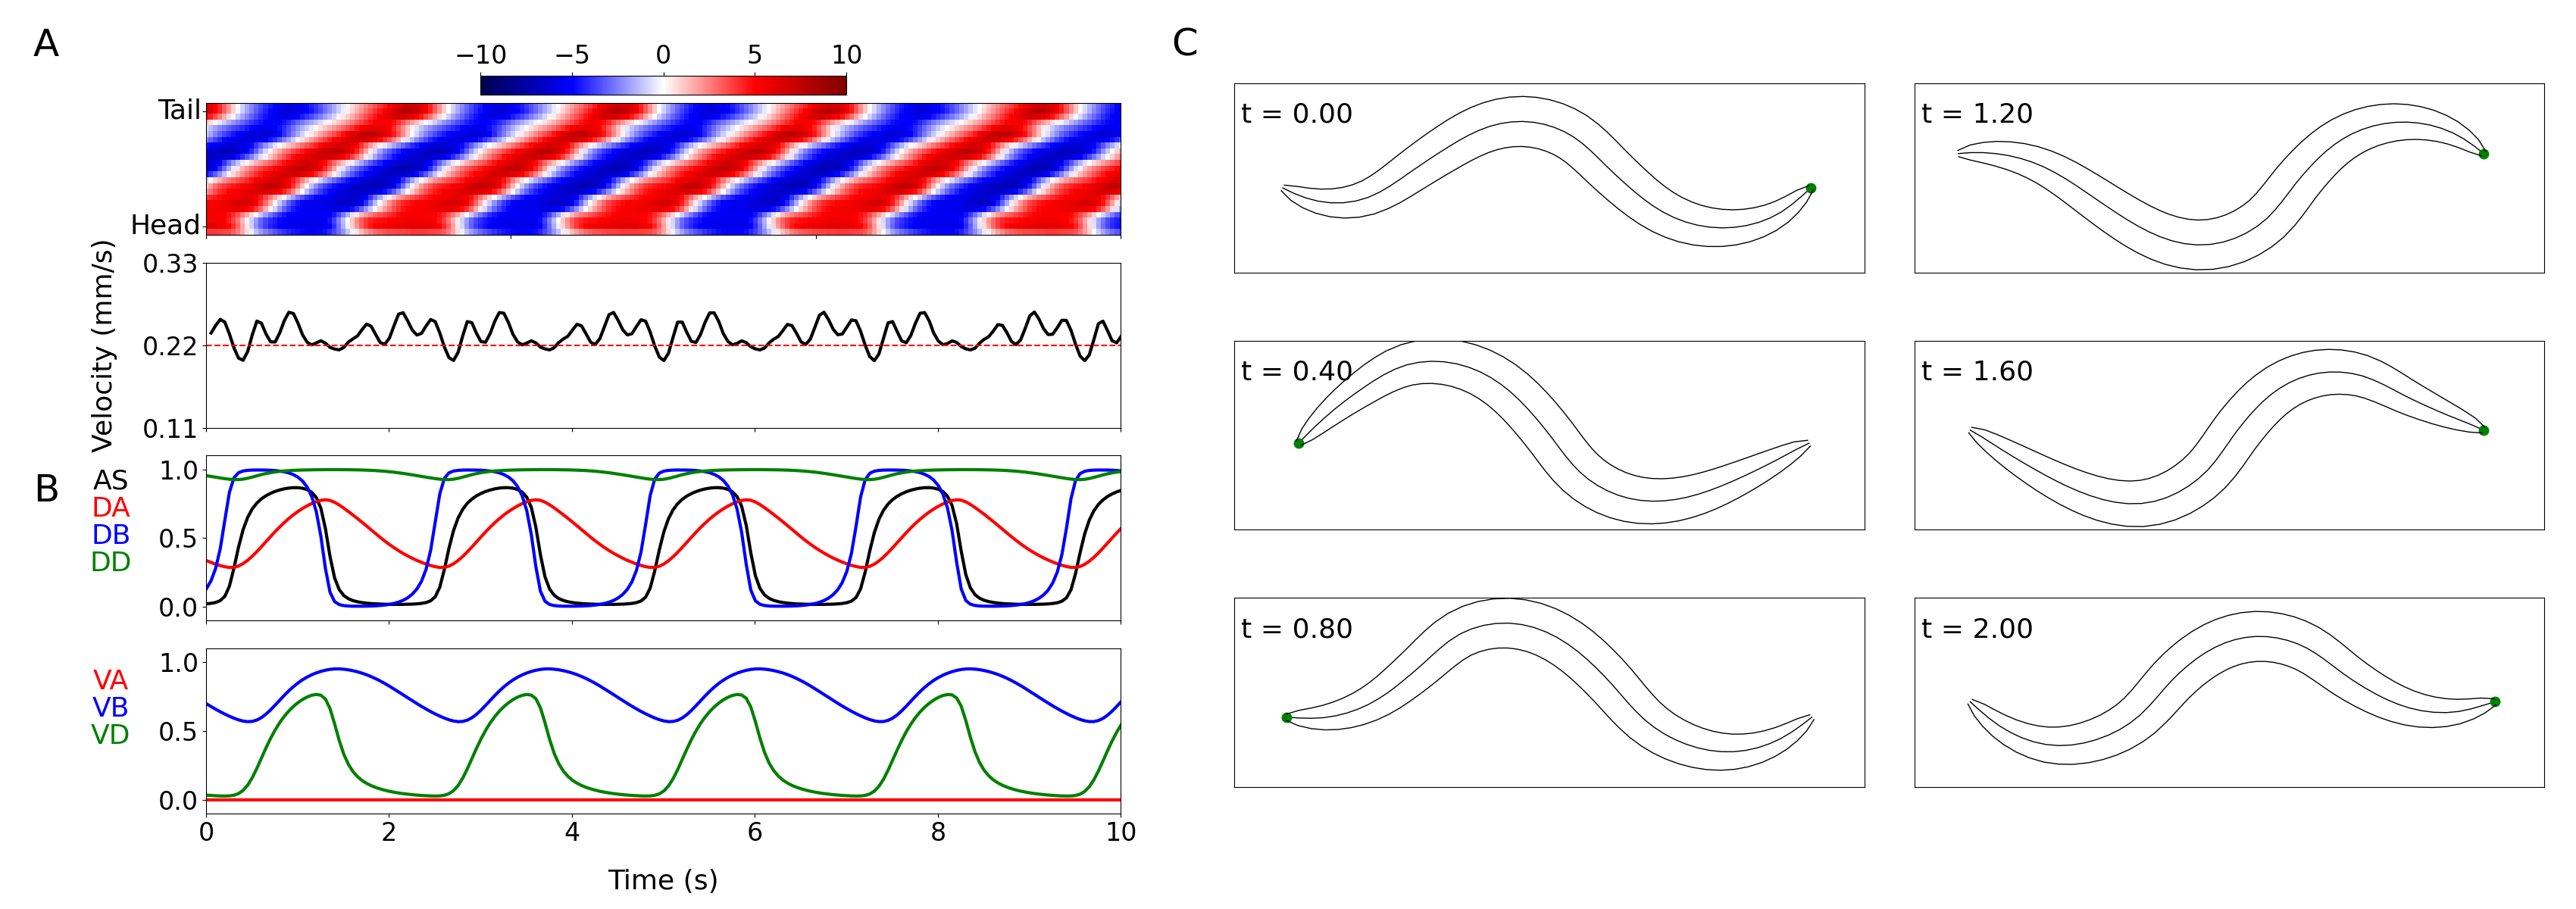 A
−10 −5 0 5 10
Tail
Head
Velocity (mm/s)
0.33
0.22
0.11
B
AS
DA
DB
DD
1.0
0.5
0.0
VA
VB
VD
1.0
0.5
0.0
0 2 4 6 8 10
Time (s)
C
t = 0.00
t = 1.20
t = 0.40
t = 1.60
t = 0.80
t = 2.00